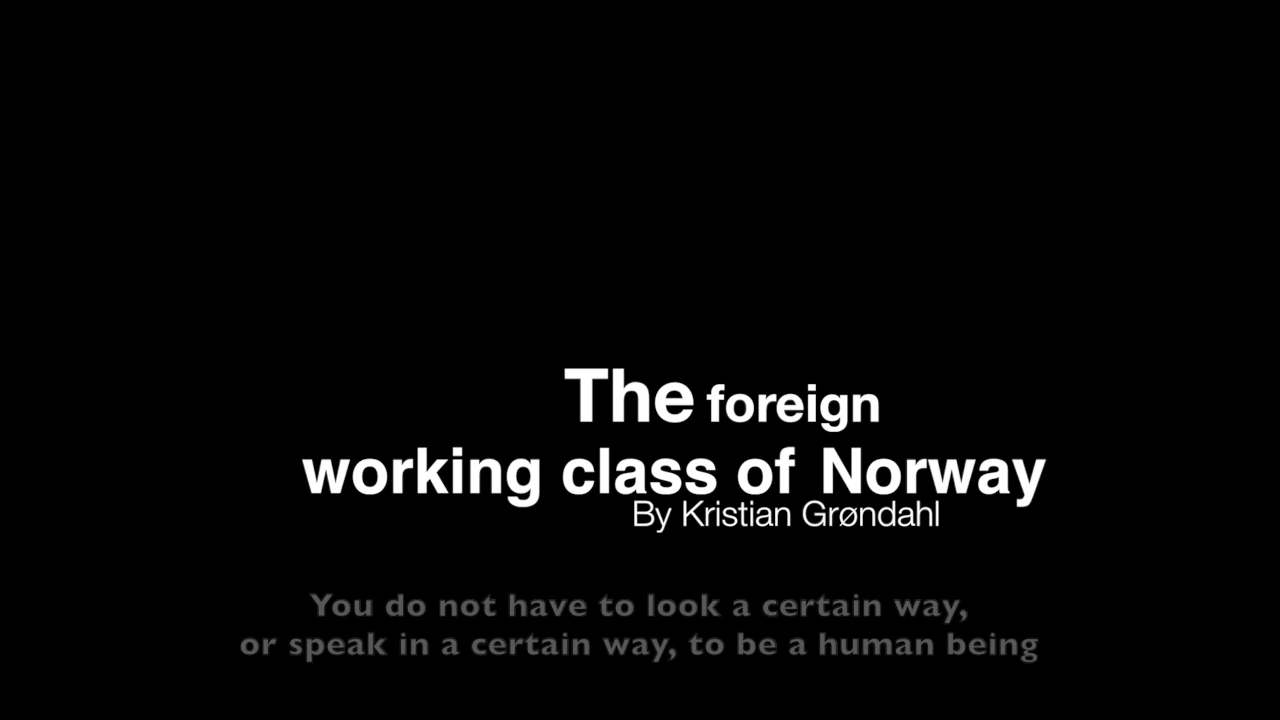 The foreign
working class of Norway
By Kristian Grøndahl
You do not have to look a certain way,
or speak in a certain way, to be a human being